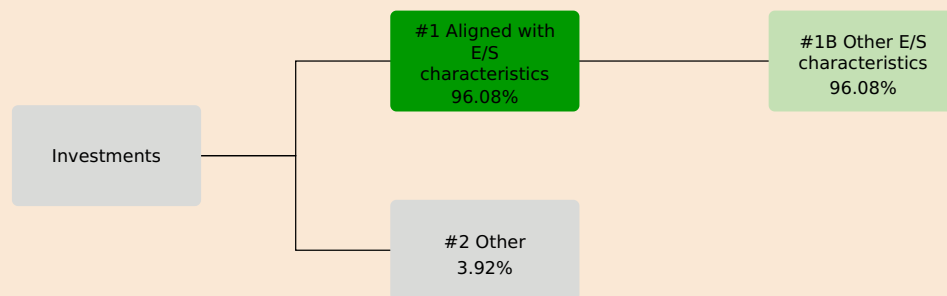 #1 Aligned with
E/S
characteristics
96.08%
#1B Other E/S
characteristics
96.08%
Investments
#2 Other
3.92%